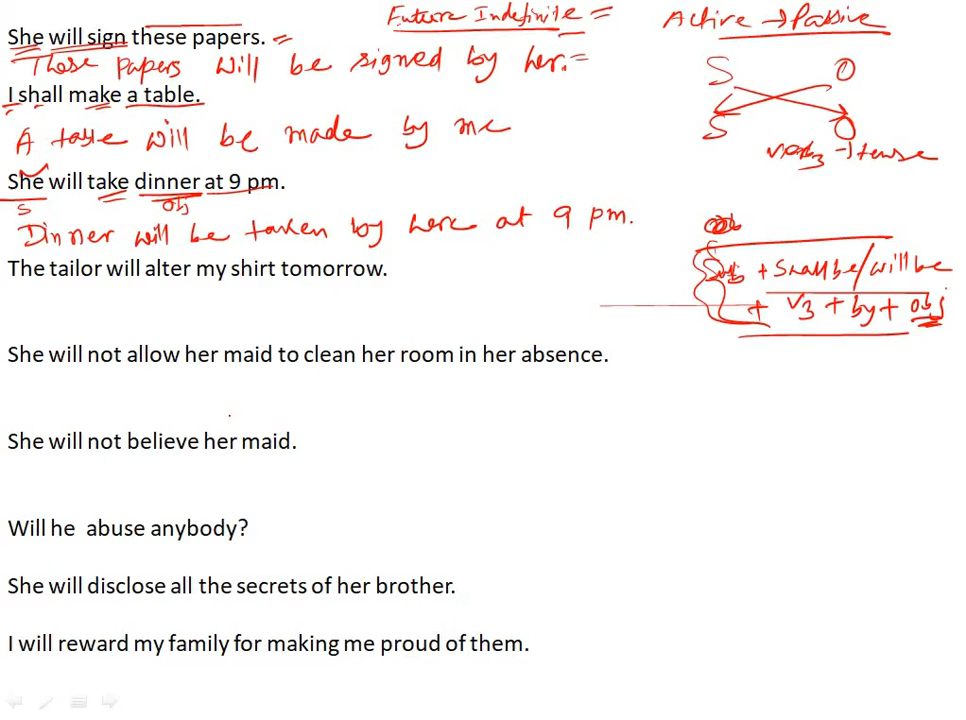 Future Indefinite =
Active → Passive
She will sign these papers. =
These Papers will be signed by her. =
S O
I shall make a table.
S O
A table will be made by me
verb3 → tense
She will take dinner at 9 pm.
S obj
Dinner will be taken by here at 9 pm.
The tailor will alter my shirt tomorrow.
Sub + Shall be/will be
+ V3 + by + obj
She will not allow her maid to clean her room in her absence.
She will not believe her maid.
Will he abuse anybody?
She will disclose all the secrets of her brother.
I will reward my family for making me proud of them.